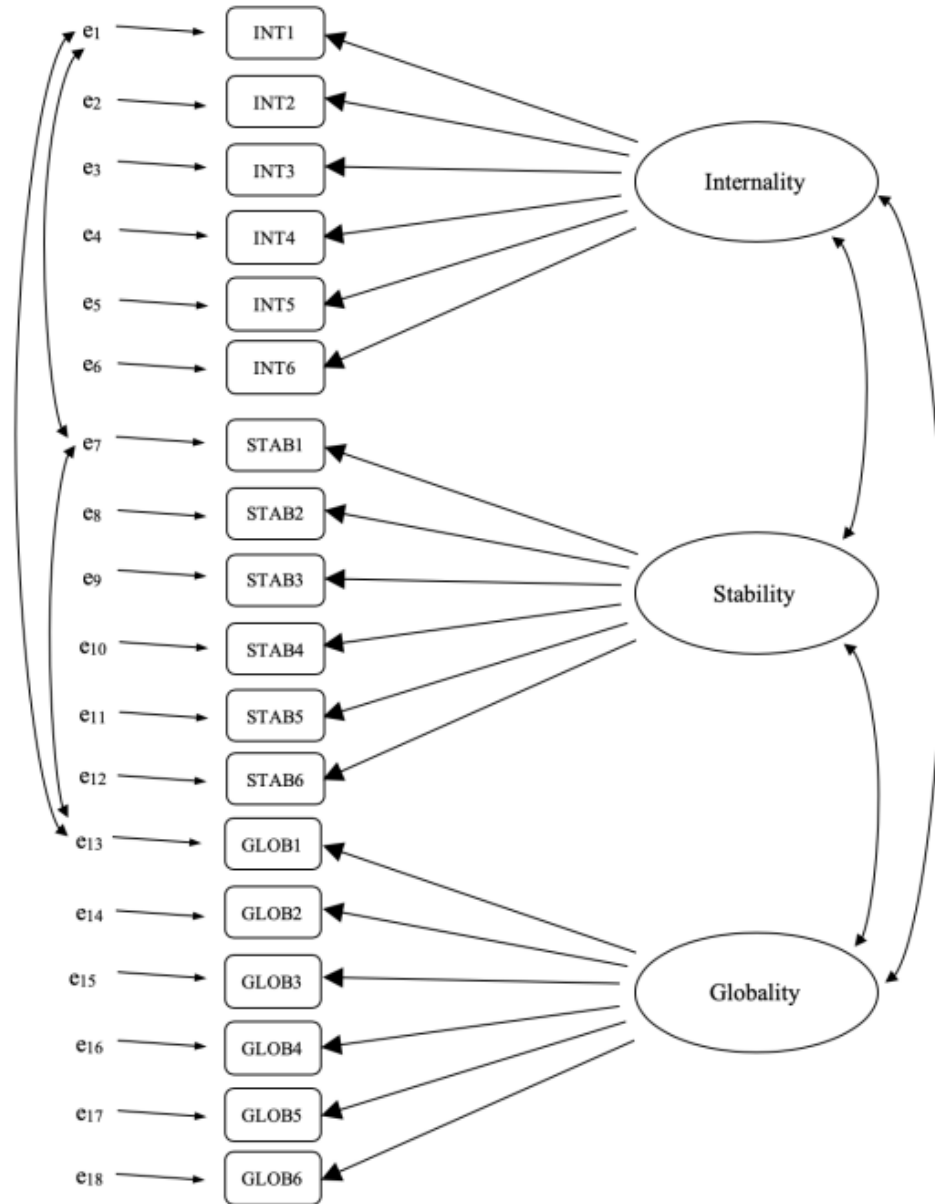 e1 INT1
e2 INT2
e3 INT3
Internality
e4 INT4
e5 INT5
e6 INT6
e7 STAB1
e8 STAB2
e9 STAB3
Stability
e10 STAB4
e11 STAB5
e12 STAB6
e13 GLOB1
e14 GLOB2
e15 GLOB3
Globality
e16 GLOB4
e17 GLOB5
e18 GLOB6